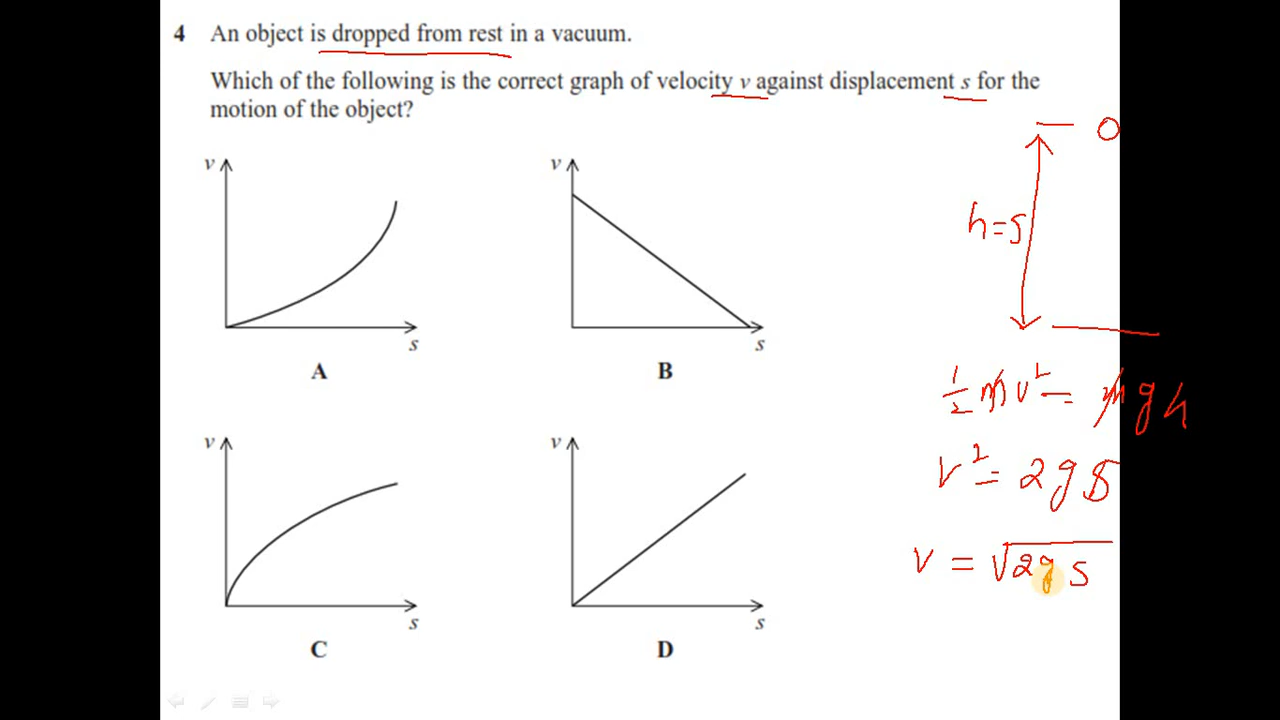 4 An object is dropped from rest in a vacuum.
Which of the following is the correct graph of velocity v against displacement s for the
motion of the object?
v
s
A
v
s
B
v
s
C
v
s
D
0
h=s
½mv² = mgh
v² = 2gs
v = √2gs